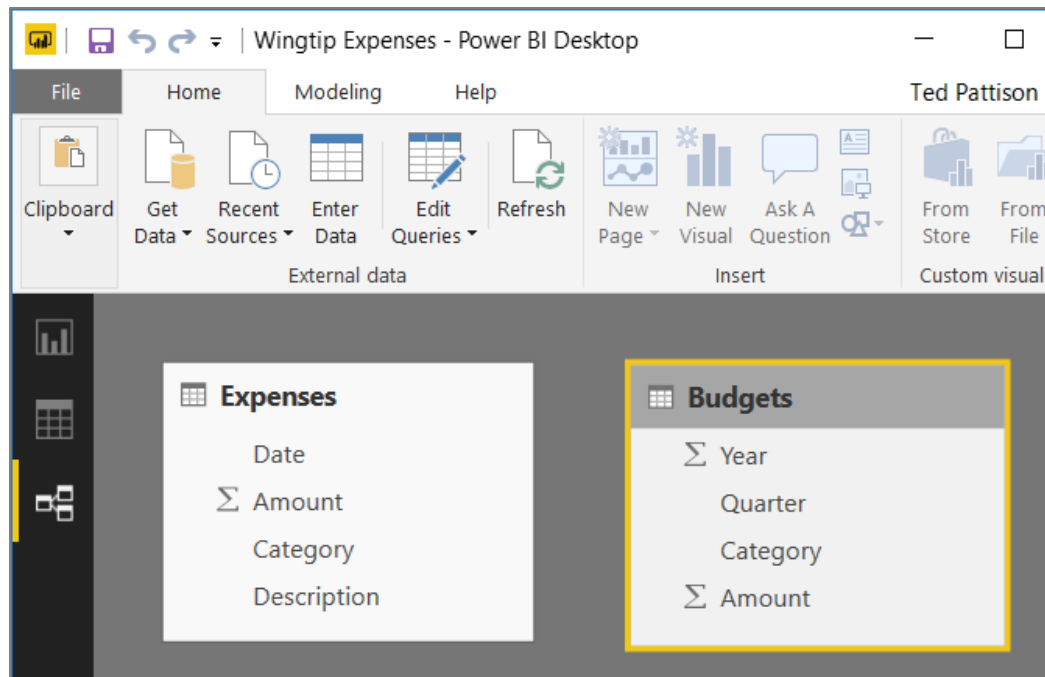 Wingtip Expenses - Power BI Desktop
File Home Modeling Help Ted Pattison
Clipboard
Get Data
Recent Sources
Enter Data
Edit Queries
Refresh
New Page
New Visual
Ask A Question
From Store
From File
External data Insert Custom visual
Expenses
Date
Σ Amount
Category
Description
Budgets
Σ Year
Quarter
Category
Σ Amount